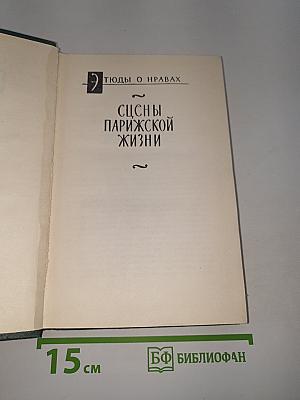 ЭТЮДЫ О НРАВАХ
СЦЕНЫ
ПАРИЖСКОЙ
ЖИЗНИ
15 см
БФ БИБЛИОФАН